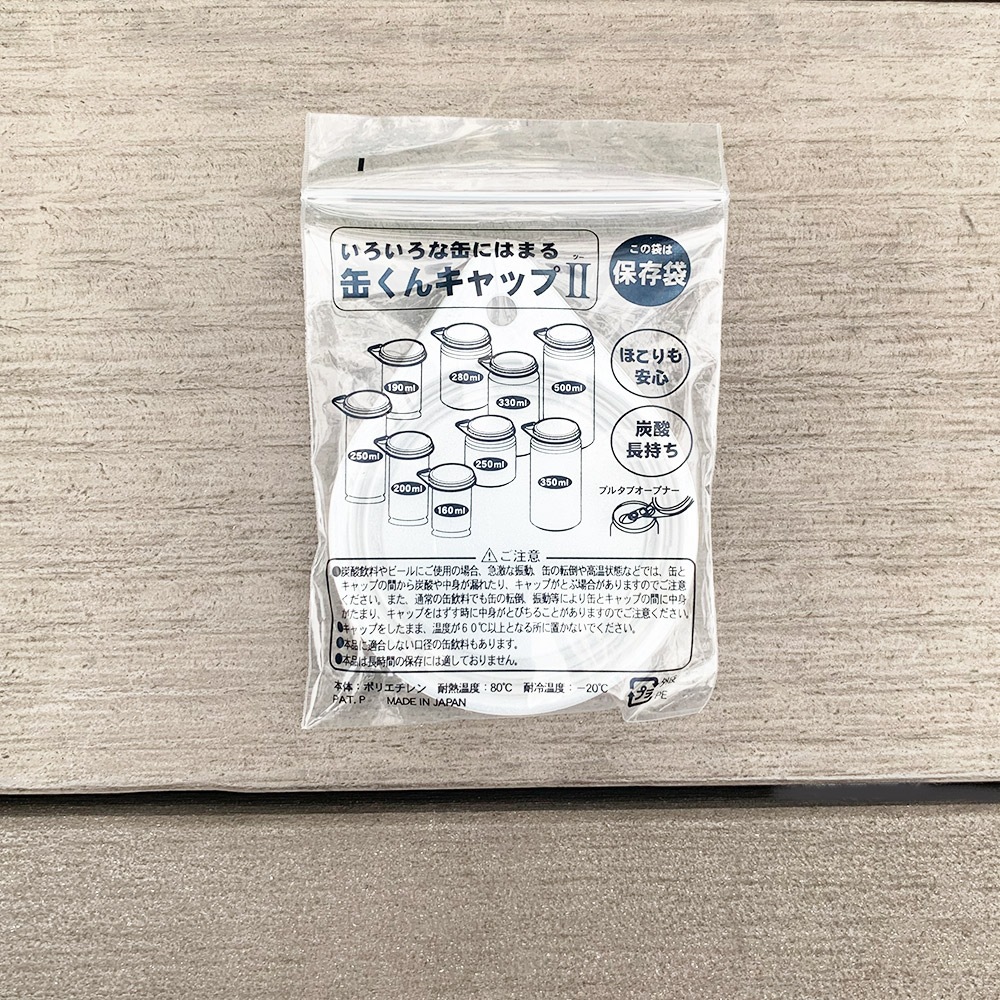 いろいろな缶にはまる
缶くんキャップⅡ
ツー
この袋は
保存袋
ほこりも
安心
炭酸
長持ち
プルタブオープナー
190ml
280ml
330ml
500ml
250ml
200ml
160ml
250ml
350ml
ご注意
●炭酸飲料やビールにご使用の場合、急激な振動、缶の転倒や高温状態などでは、缶と
キャップの間から炭酸や中身が漏れたり、キャップがとぶ場合がありますのでご注意
ください。また、通常の缶飲料でも缶の転倒、振動等により缶とキャップの間に中身
がたまり、キャップをはずす時に中身がとびちることがありますのでご注意ください。
●キャップをしたまま、温度が60℃以上となる所に置かないでください。
●本品に適合しない口径の缶飲料もあります。
●本品は長時間の保存には適しておりません。
本体：ポリエチレン 耐熱温度：80℃ 耐冷温度：－20℃
PAT.P MADE IN JAPAN
プラ
外袋
PE